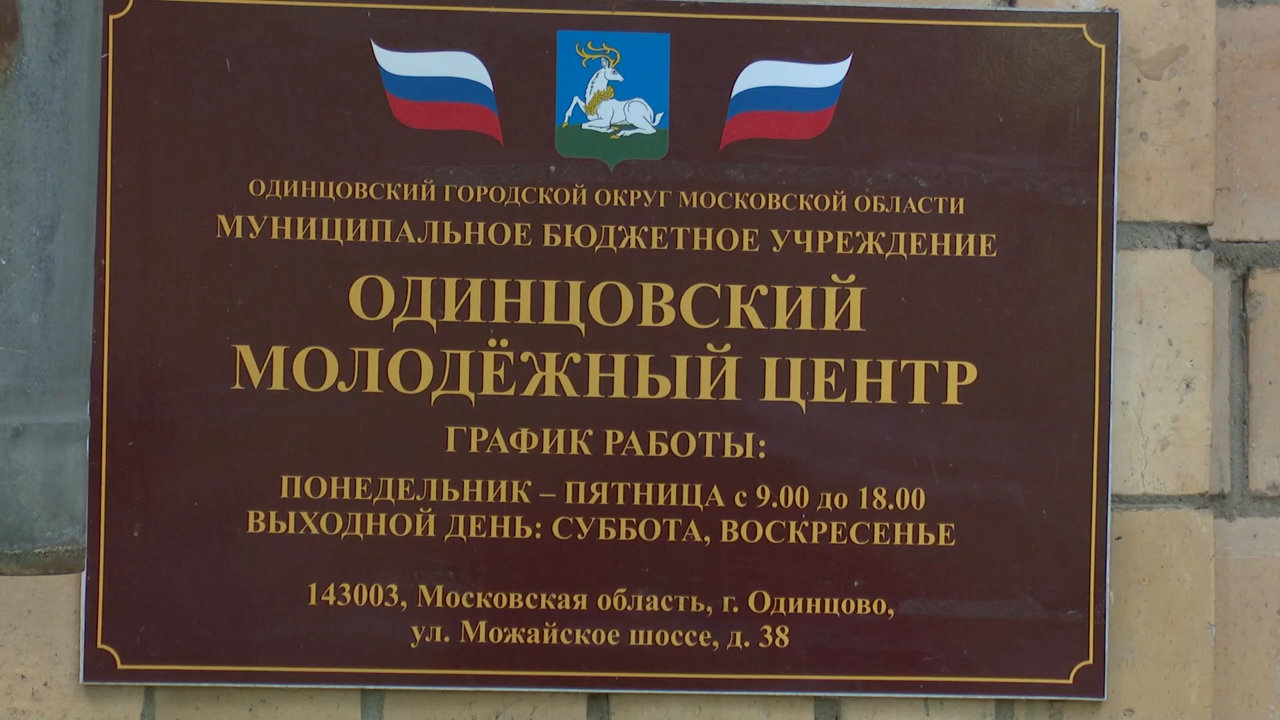 ОДИНЦОВСКИЙ ГОРОДСКОЙ ОКРУГ МОСКОВСКОЙ ОБЛАСТИ
МУНИЦИПАЛЬНОЕ БЮДЖЕТНОЕ УЧРЕЖДЕНИЕ
ОДИНЦОВСКИЙ
МОЛОДЁЖНЫЙ ЦЕНТР
ГРАФИК РАБОТЫ:
ПОНЕДЕЛЬНИК – ПЯТНИЦА с 9.00 до 18.00
ВЫХОДНОЙ ДЕНЬ: СУББОТА, ВОСКРЕСЕНЬЕ
143003, Московская область, г. Одинцово,
ул. Можайское шоссе, д. 38